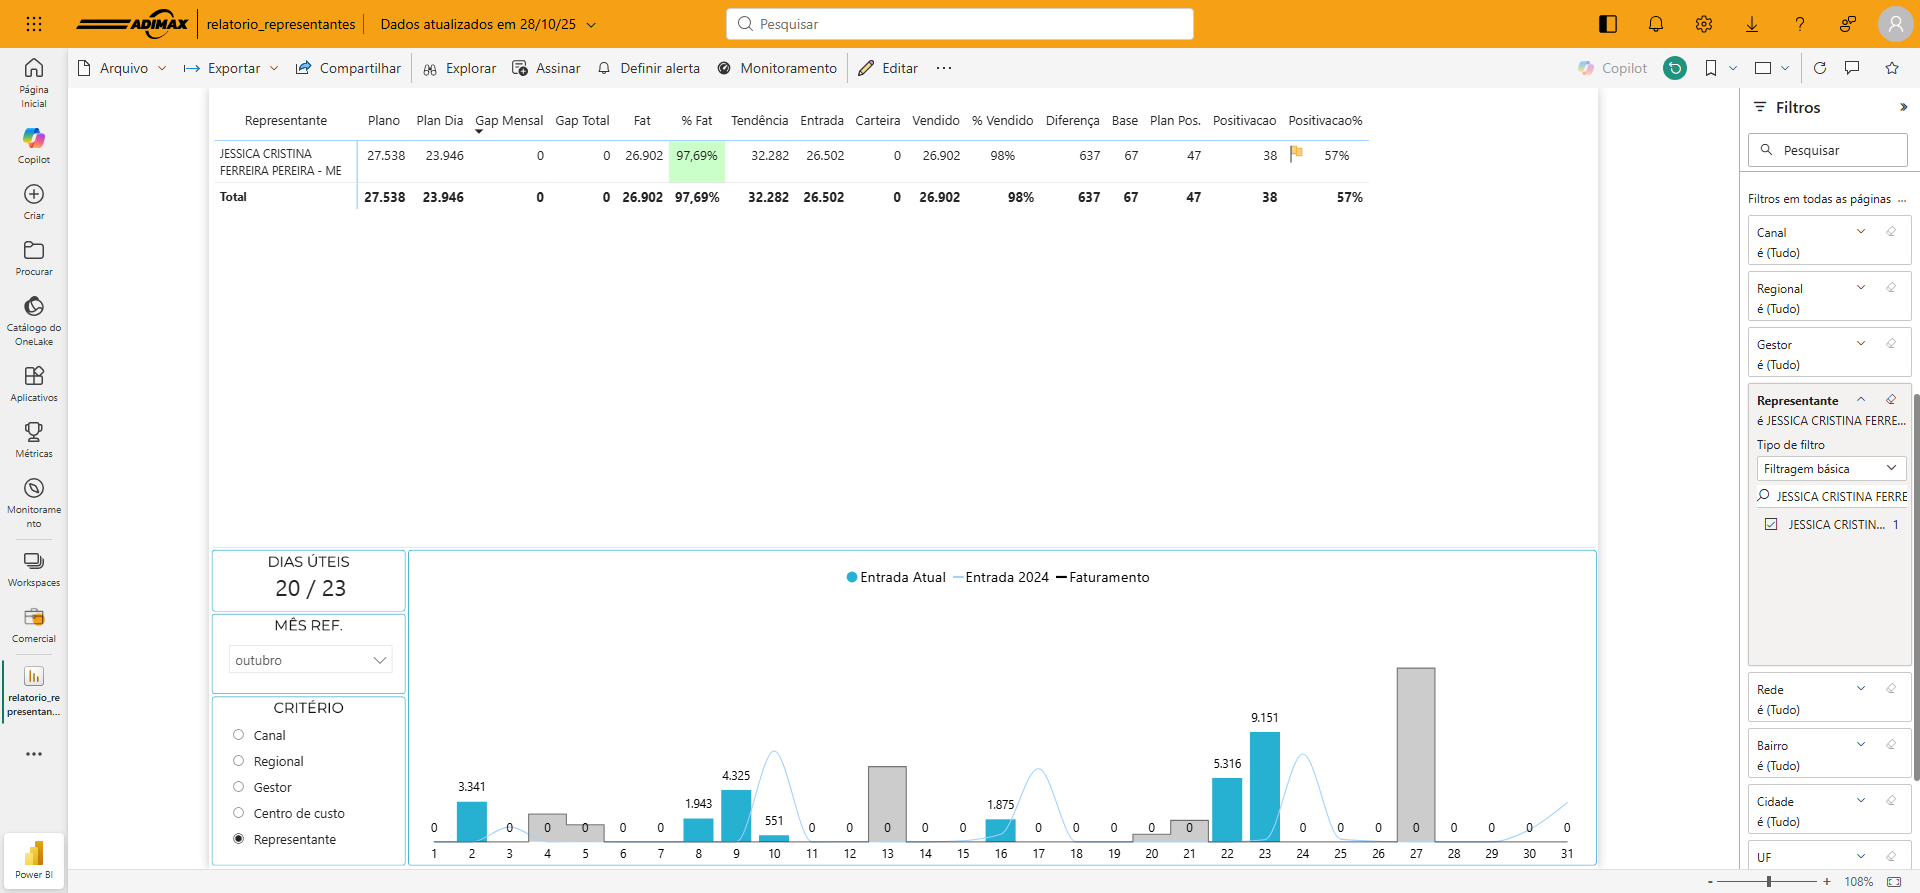 ADIMAX
relatorio_representantes
Dados atualizados em 28/10/25
Pesquisar
Arquivo
Exportar
Compartilhar
Explorar
Assinar
Definir alerta
Monitoramento
Editar
Copilot
Página
Inicial
Copilot
Criar
Procurar
Catálogo do
OneLake
Aplicativos
Métricas
Monitorame
nto
Workspaces
Comercial
relatorio_re
presentan...
Power BI
Representante Plano Plan Dia Gap Mensal Gap Total Fat % Fat Tendência Entrada Carteira Vendido % Vendido Diferença Base Plan Pos. Positivacao Positivacao%
JESSICA CRISTINA
FERREIRA PEREIRA - ME
27.538 23.946 0 0 26.902 97,69% 32.282 26.502 0 26.902 98% 637 67 47 38 57%
Total 27.538 23.946 0 0 26.902 97,69% 32.282 26.502 0 26.902 98% 637 67 47 38 57%
DIAS ÚTEIS
20 / 23
MÊS REF.
outubro
CRITÉRIO
Canal
Regional
Gestor
Centro de custo
Representante
Entrada Atual Entrada 2024 Faturamento
0 3.341 0 0 0 0 0 1.943 4.325 551 0 0 0 0 0 1.875 0 0 0 0 0 5.316 9.151 0 0 0 0 0 0 0 0
1 2 3 4 5 6 7 8 9 10 11 12 13 14 15 16 17 18 19 20 21 22 23 24 25 26 27 28 29 30 31
Filtros
Pesquisar
Filtros em todas as páginas ...
Canal
é (Tudo)
Regional
é (Tudo)
Gestor
é (Tudo)
Representante
é JESSICA CRISTINA FERRE...
Tipo de filtro
Filtragem básica
JESSICA CRISTINA FERRE
JESSICA CRISTIN... 1
Rede
é (Tudo)
Bairro
é (Tudo)
Cidade
é (Tudo)
UF
- + 108%